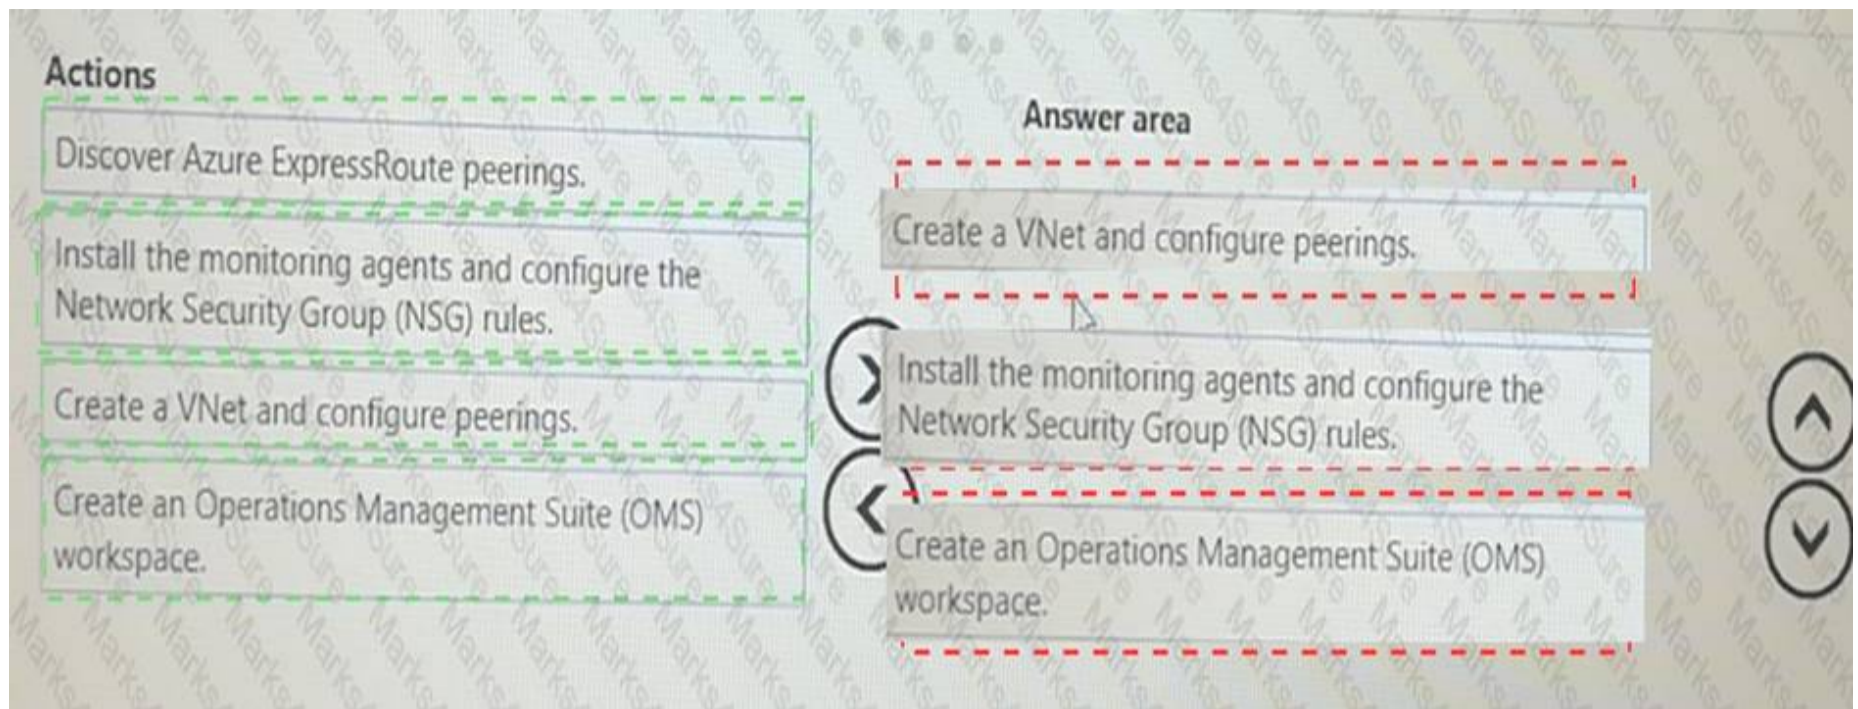 Actions
Discover Azure ExpressRoute peerings.
Install the monitoring agents and configure the
Network Security Group (NSG) rules.
Create a VNet and configure peerings.
Create an Operations Management Suite (OMS)
workspace.
Answer area
Create a VNet and configure peerings.
Install the monitoring agents and configure the
Network Security Group (NSG) rules.
Create an Operations Management Suite (OMS)
workspace.
Marks4Sure